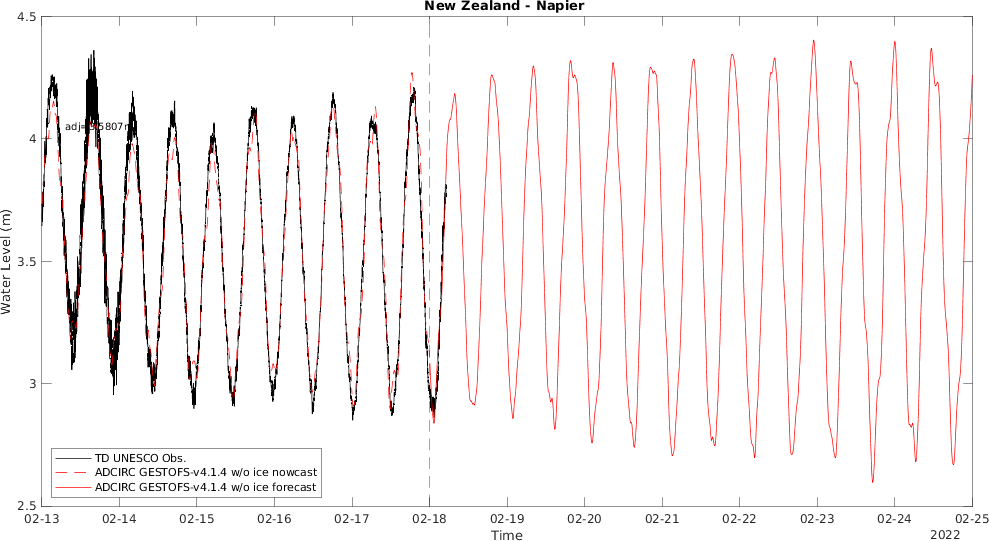 New Zealand - Napier
4.5
4
3.5
3
2.5
Water Level (m)
TD UNESCO Obs.
ADCIRC GESTOFS-v4.1.4 w/o ice nowcast
ADCIRC GESTOFS-v4.1.4 w/o ice forecast
02-13 02-14 02-15 02-16 02-17 02-18 02-19 02-20 02-21 02-22 02-23 02-24 02-25
Time
2022